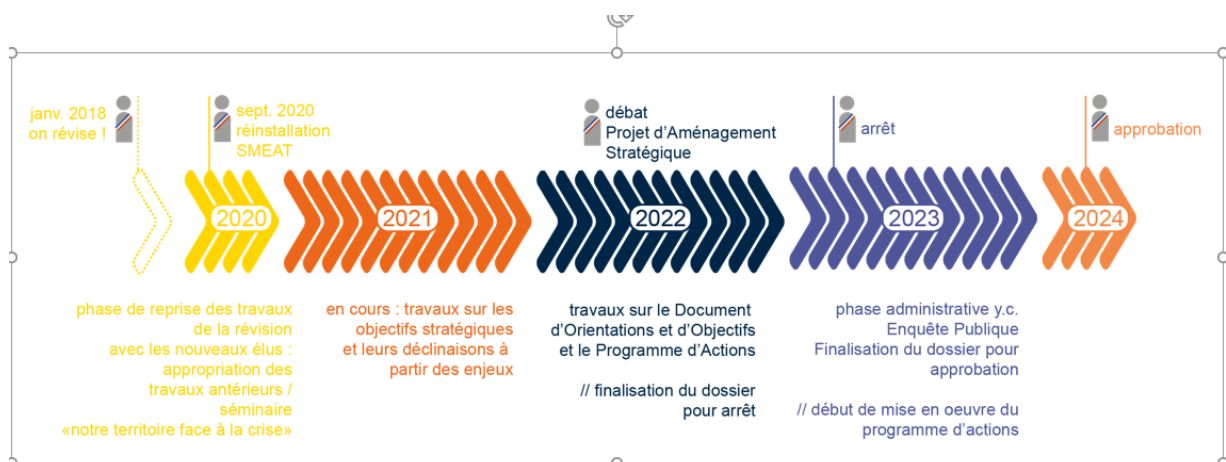 janv. 2018
on révise !
sept. 2020
réinstallation
SMEAT
débat
Projet d'Aménagement
Stratégique
arrêt
approbation
2020
2021
2022
2023
2024
phase de reprise des travaux
de la révision
avec les nouveaux élus :
appropriation des
travaux antérieurs /
séminaire
«notre territoire face à la crise»
en cours : travaux sur les
objectifs stratégiques
et leurs déclinaisons à
partir des enjeux
travaux sur le Document
d'Orientations et d'Objectifs
et le Programme d'Actions
// finalisation du dossier
pour arrêt
phase administrative y.c.
Enquête Publique
Finalisation du dossier pour
approbation
// début de mise en oeuvre du
programme d'actions